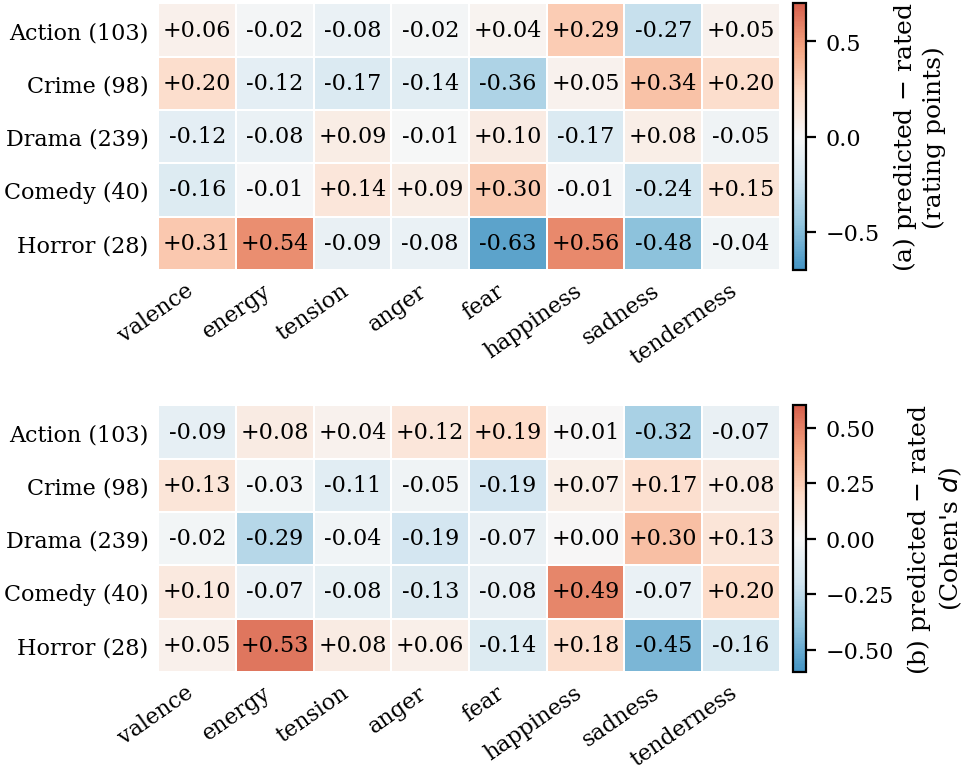 Action (103) +0.06 -0.02 -0.08 -0.02 +0.04 +0.29 -0.27 +0.05
Crime (98) +0.20 -0.12 -0.17 -0.14 -0.36 +0.05 +0.34 +0.20
Drama (239) -0.12 -0.08 +0.09 -0.01 +0.10 -0.17 +0.08 -0.05
Comedy (40) -0.16 -0.01 +0.14 +0.09 +0.30 -0.01 -0.24 +0.15
Horror (28) +0.31 +0.54 -0.09 -0.08 -0.63 +0.56 -0.48 -0.04
valence energy tension anger fear happiness sadness tenderness
0.5
0.0
−0.5
(a) predicted − rated
(rating points)
Action (103) -0.09 +0.08 +0.04 +0.12 +0.19 +0.01 -0.32 -0.07
Crime (98) +0.13 -0.03 -0.11 -0.05 -0.19 +0.07 +0.17 +0.08
Drama (239) -0.02 -0.29 -0.04 -0.19 -0.07 +0.00 +0.30 +0.13
Comedy (40) +0.10 -0.07 -0.08 -0.13 -0.08 +0.49 -0.07 +0.20
Horror (28) +0.05 +0.53 +0.08 +0.06 -0.14 +0.18 -0.45 -0.16
valence energy tension anger fear happiness sadness tenderness
0.50
0.25
0.00
−0.25
−0.50
(b) predicted − rated
(Cohen's d)